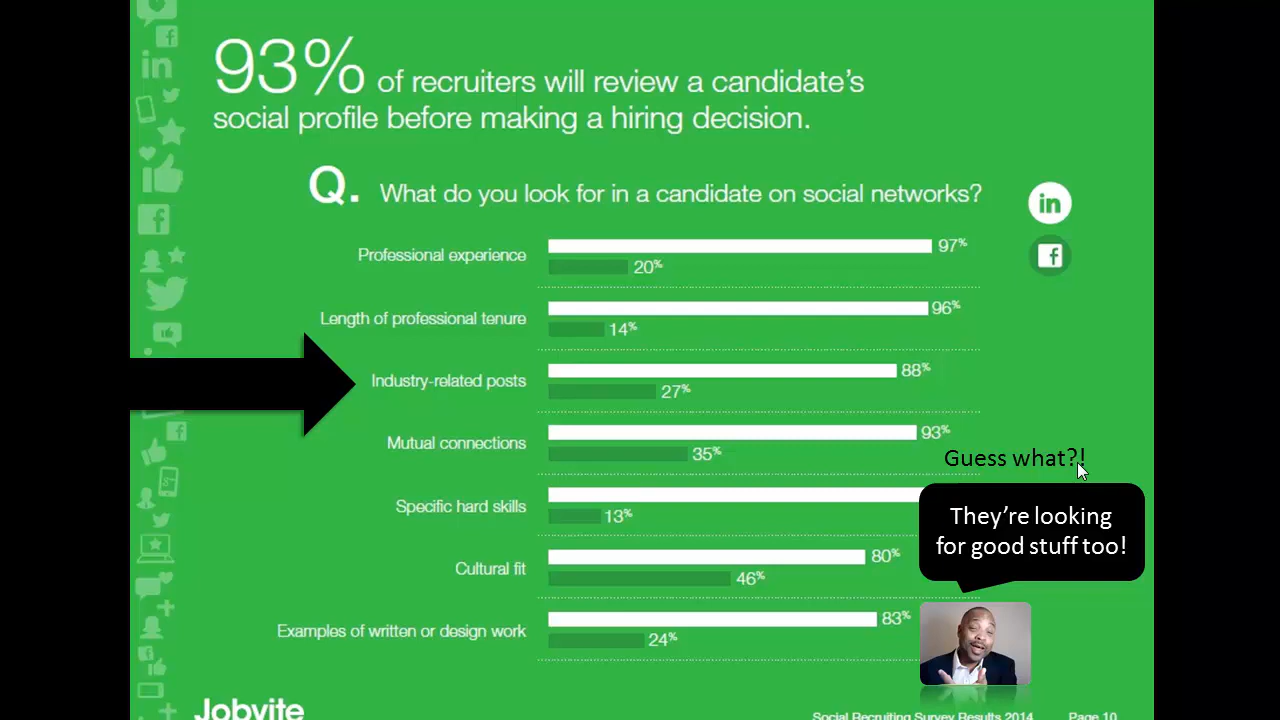 93% of recruiters will review a candidate's
social profile before making a hiring decision.
Q. What do you look for in a candidate on social networks?
in
f
Professional experience
97%
20%
Length of professional tenure
96%
14%
Industry-related posts
88%
27%
Mutual connections
93%
35%
Guess what?!
Specific hard skills
13%
They're looking
for good stuff too!
Cultural fit
80%
46%
Examples of written or design work
83%
24%
Jobvite
Social Recruiting Survey Results 2014
Page 10